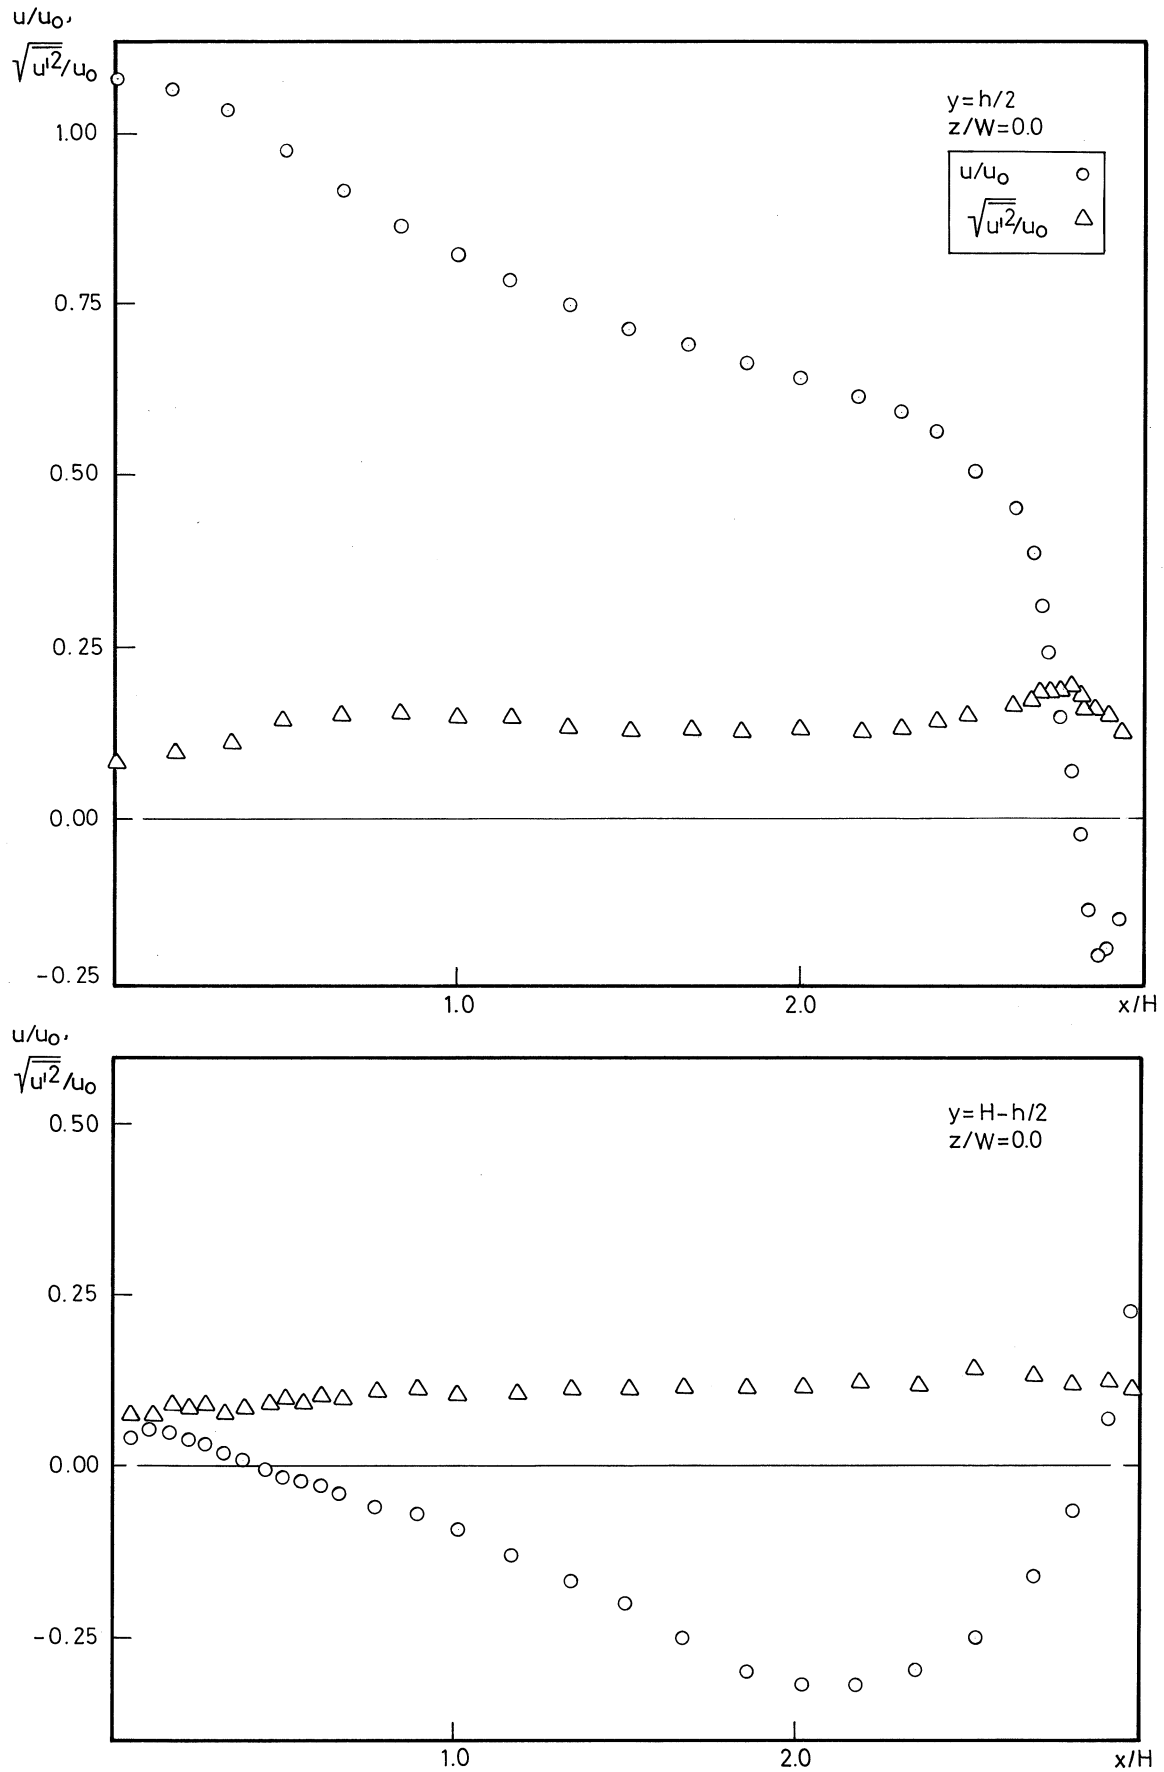 u/u₀,
√u'²/u₀
1.00
0.75
0.50
0.25
0.00
-0.25
y=h/2
z/W=0.0
u/u₀ ○
√u'²/u₀ △
1.0 2.0 x/H
u/u₀,
√u'²/u₀
0.50
0.25
0.00
-0.25
y=H-h/2
z/W=0.0
1.0 2.0 x/H